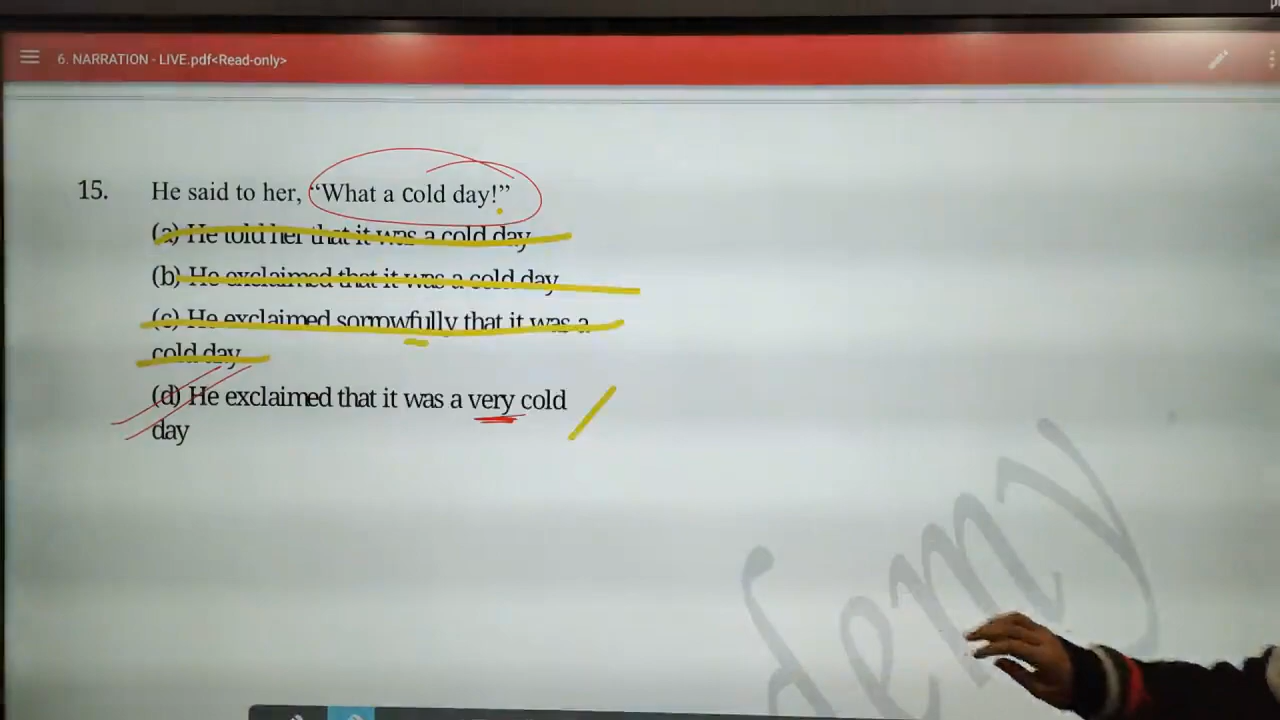 6. NARRATION - LIVE.pdf<Read-only>
15. He said to her, “What a cold day!”
(a) He told her that it was a cold day
(b) He exclaimed that it was a cold day
(c) He exclaimed sorrowfully that it was a
cold day
(d) He exclaimed that it was a very cold
day
demy